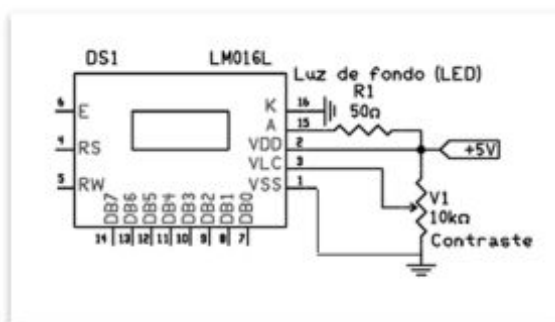 DS1 LM016L
Luz de fondo (LED)
R1
50Ω
6 E
4 RS
5 RW
K 16
A 15
VDD 2
VLC 3
VSS 1
+5V
V1
10kΩ
Contraste
DB7 DB6 DB5 DB4 DB3 DB2 DB1 DB0
14 13 12 11 10 9 8 7